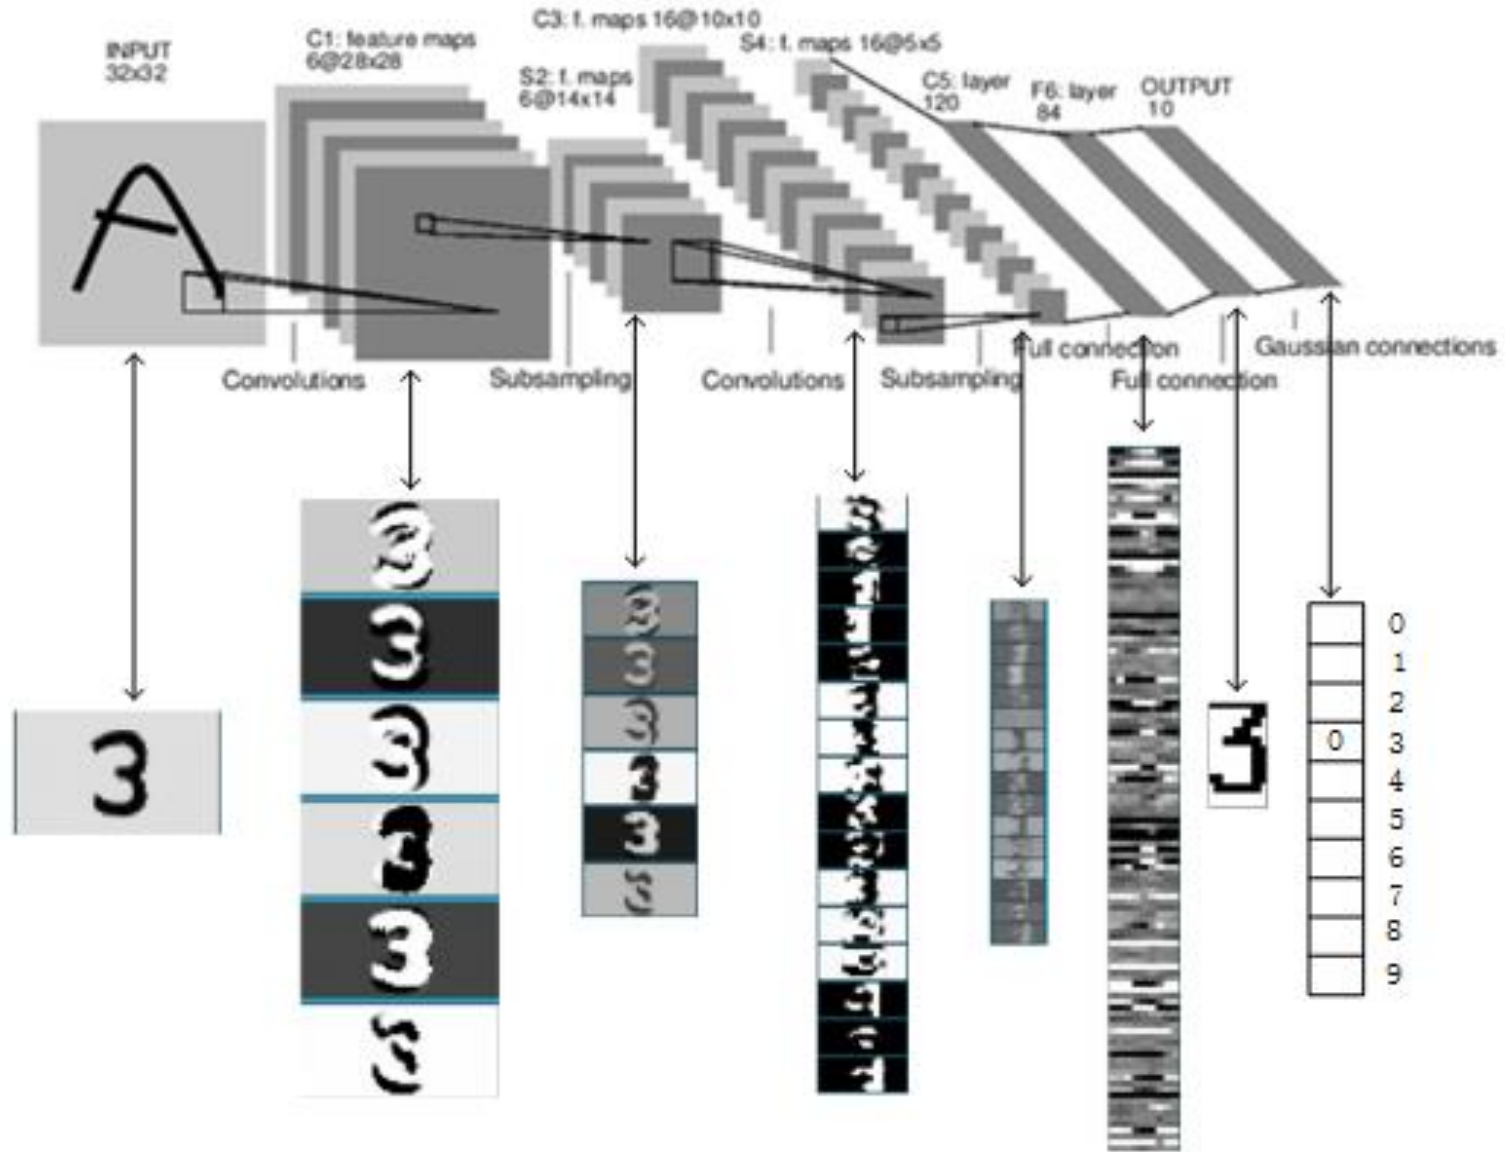 INPUT
32x32
C1: feature maps
6@28x28
S2: f. maps
6@14x14
C3: f. maps 16@10x10
S4: f. maps 16@5x5
C5: layer
120
F6: layer
84
OUTPUT
10
Convolutions
Subsampling
Convolutions
Subsampling
Full connection
Full connection
Gaussian connections
A
3
0
1
2
0 3
4
5
6
7
8
9
3